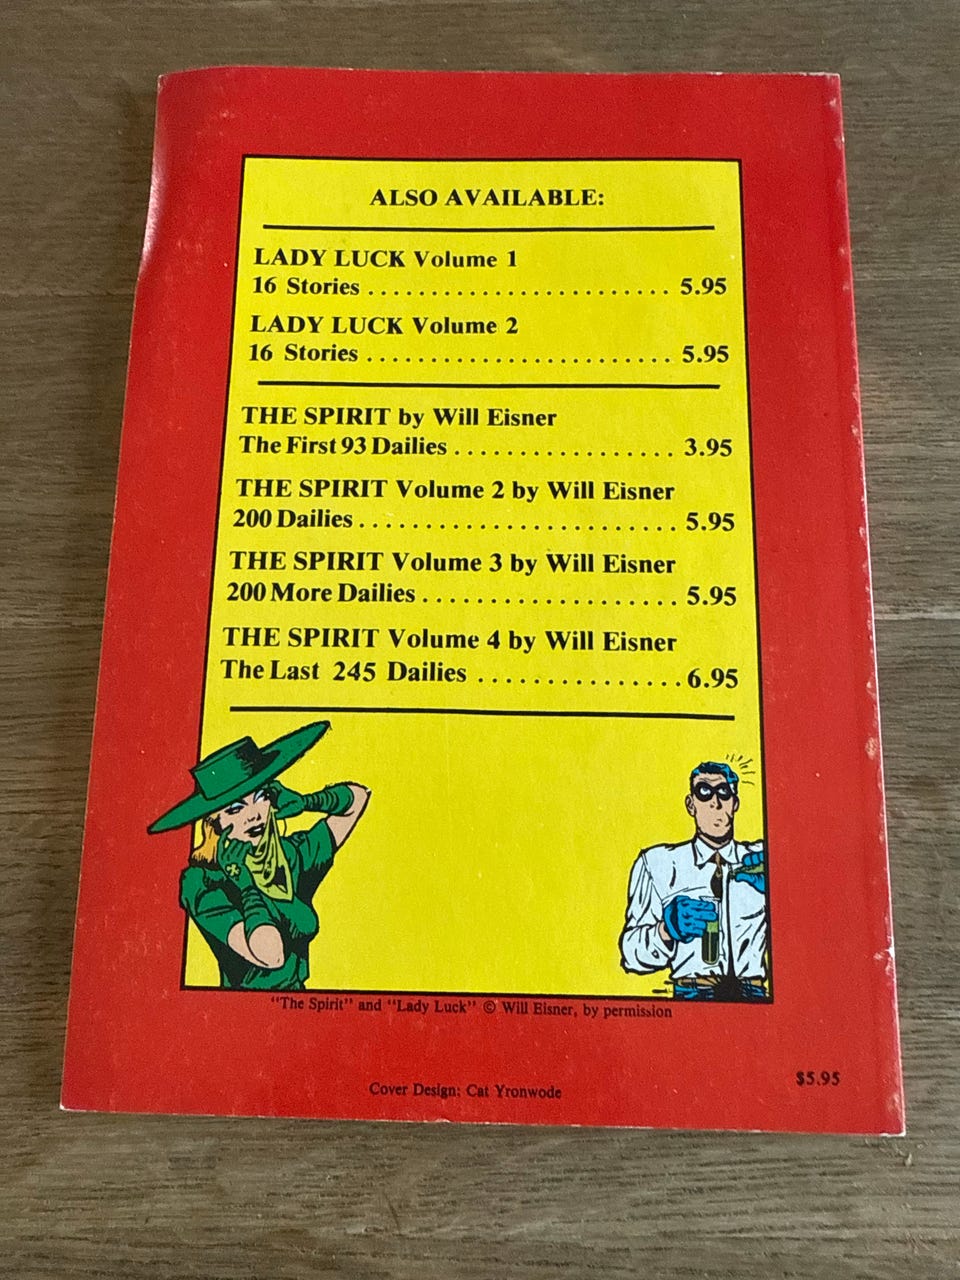 ALSO AVAILABLE:
LADY LUCK Volume 1
16 Stories ........................ 5.95
LADY LUCK Volume 2
16 Stories ........................ 5.95
THE SPIRIT by Will Eisner
The First 93 Dailies ................. 3.95
THE SPIRIT Volume 2 by Will Eisner
200 Dailies ........................ 5.95
THE SPIRIT Volume 3 by Will Eisner
200 More Dailies ................... 5.95
THE SPIRIT Volume 4 by Will Eisner
The Last 245 Dailies ............... 6.95
"The Spirit" and "Lady Luck" © Will Eisner, by permission
$5.95
Cover Design: Cat Yronwode